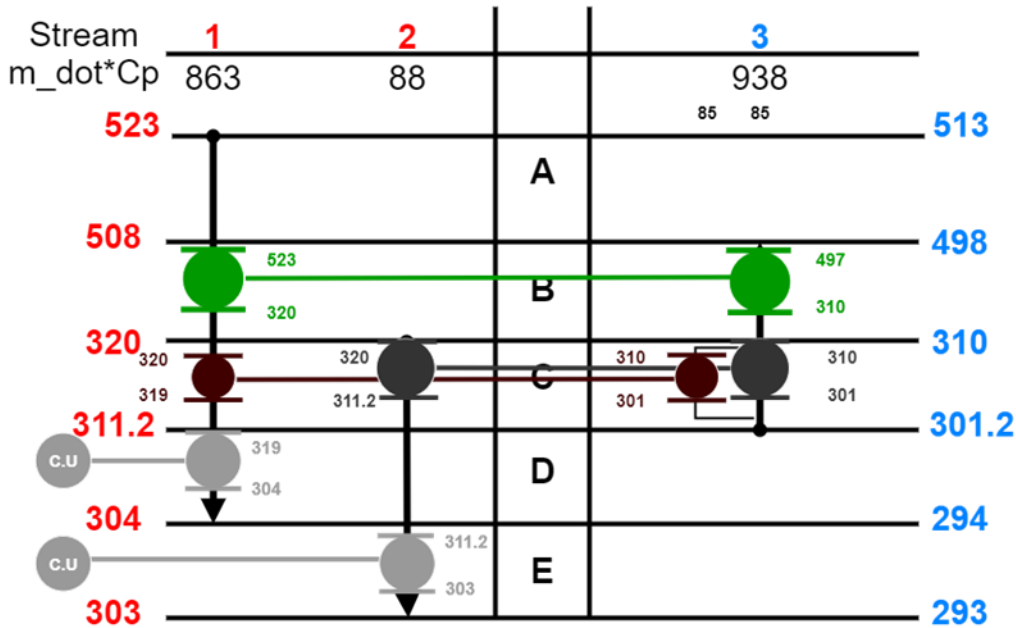 Stream 1 2 3
m_dot*Cp 863 88 938
85 85
523 513
A
508 498
523 497
B
320 310
320 310
320 320 310 310
C
319 311.2 301 301
311.2 301.2
C.U 319
D
304
304 294
311.2
C.U E
303
303 293